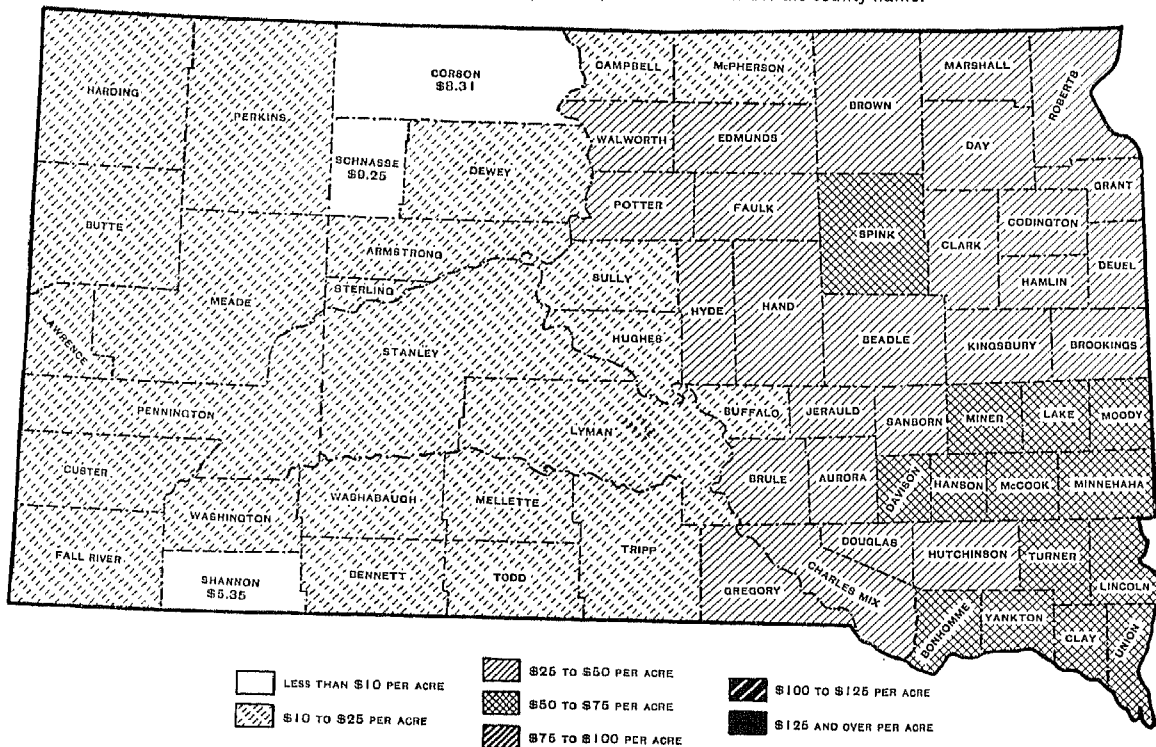 the county name.
HARDING
PERKINS
CORSON
$8.31
CAMPBELL
McPHERSON
BROWN
MARSHALL
ROBERTS
WALWORTH
EDMUNDS
DAY
SCHNASSE
$9.25
DEWEY
GRANT
BUTTE
POTTER
FAULK
SPINK
CLARK
CODINGTON
ARMSTRONG
DEUEL
HAMLIN
STERLING
SULLY
HYDE
HAND
MEADE
LAWRENCE
STANLEY
HUGHES
BEADLE
KINGSBURY
BROOKINGS
PENNINGTON
LYMAN
BUFFALO
JERAULD
SANBORN
MINER
LAKE
MOODY
CUSTER
WASHABAUGH
MELLETTE
BRULE
AURORA
DAVISON
HANSON
McCOOK
MINNEHAHA
WASHINGTON
FALL RIVER
SHANNON
$5.35
BENNETT
TODD
TRIPP
GREGORY
DOUGLAS
CHARLES MIX
HUTCHINSON
TURNER
LINCOLN
BONHOMME
YANKTON
CLAY
UNION
LESS THAN $10 PER ACRE
$10 TO $25 PER ACRE
$25 TO $50 PER ACRE
$50 TO $75 PER ACRE
$75 TO $100 PER ACRE
$100 TO $125 PER ACRE
$125 AND OVER PER ACRE